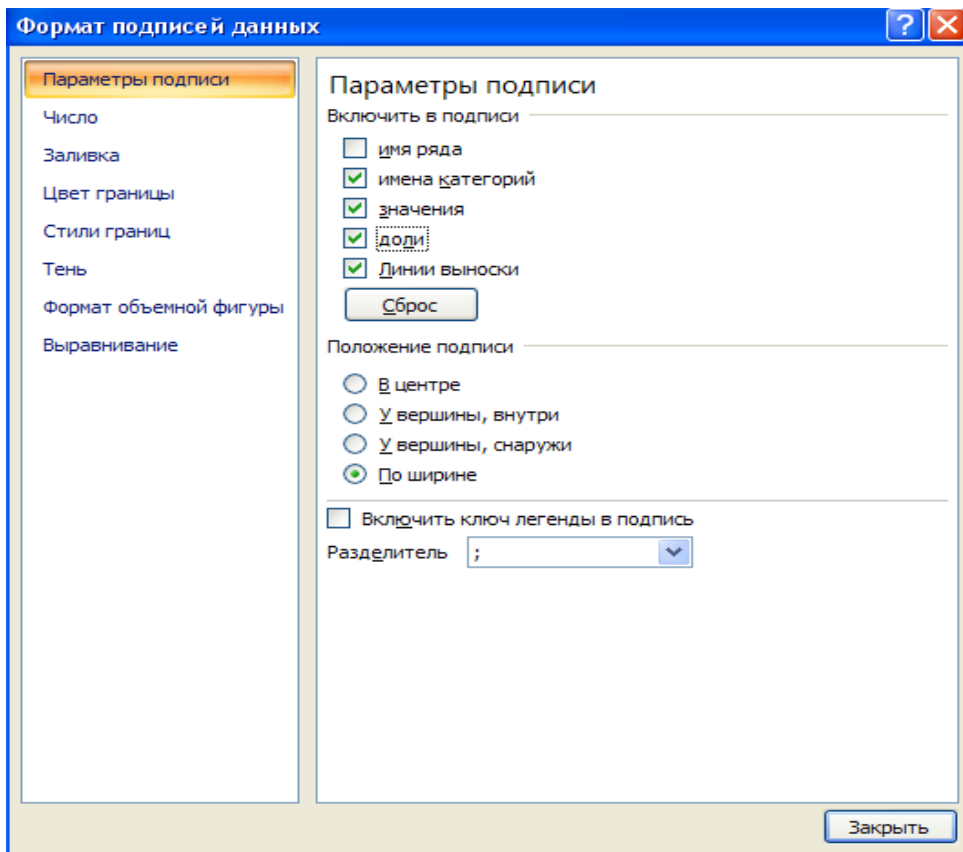 Формат подписей данных
Параметры подписи
Число
Заливка
Цвет границы
Стили границ
Тень
Формат объемной фигуры
Выравнивание
Параметры подписи
Включить в подписи
имя ряда
имена категорий
значения
доли
Линии выноски
Сброс
Положение подписи
В центре
У вершины, внутри
У вершины, снаружи
По ширине
Включить ключ легенды в подпись
Разделитель ;
Закрыть